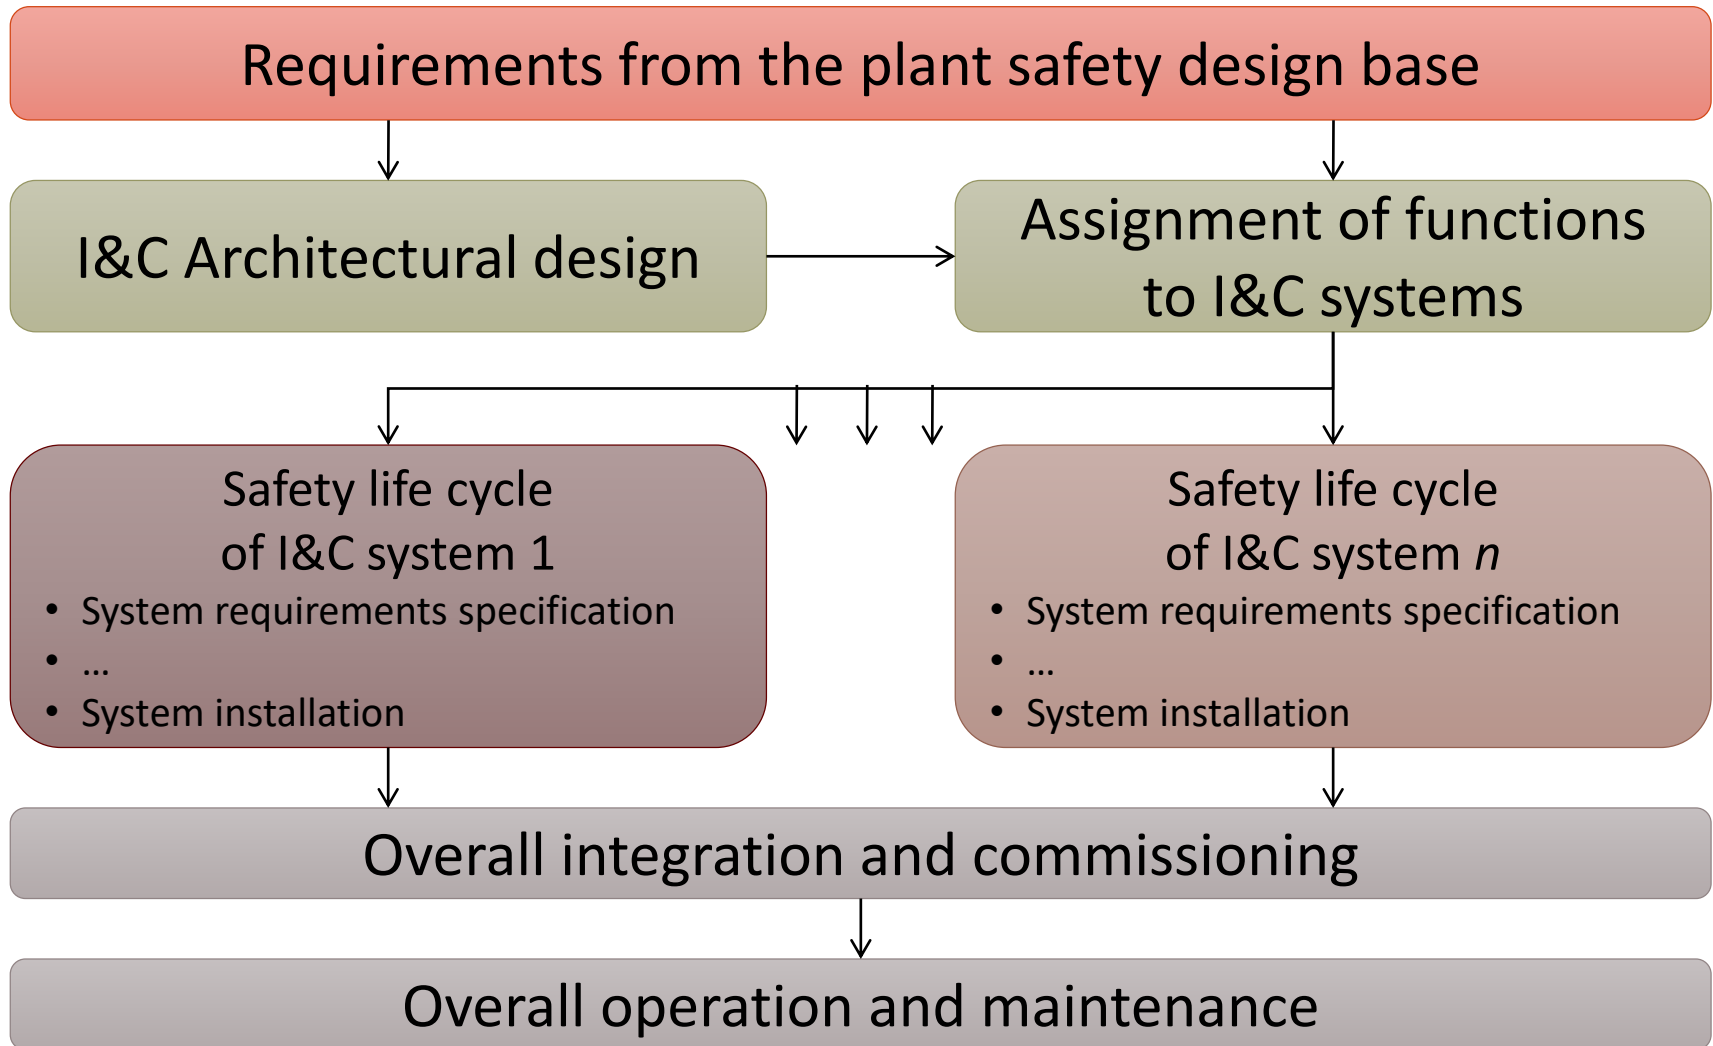 Requirements from the plant safety design base
I&C Architectural design
Assignment of functions
to I&C systems
Safety life cycle
of I&C system 1
• System requirements specification
• ...
• System installation
Safety life cycle
of I&C system n
• System requirements specification
• ...
• System installation
Overall integration and commissioning
Overall operation and maintenance